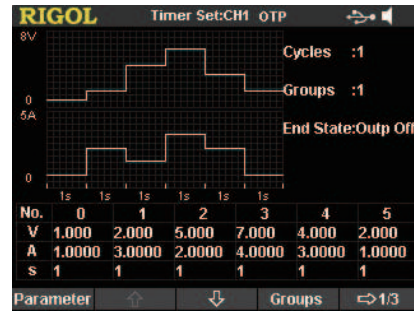 RIGOL Timer Set:CH1 OTP
8V
Cycles :1
0
Groups :1
5A
End State:Outp Off
0
1s 1s 1s 1s 1s 1s
No. 0 1 2 3 4 5
V 1.000 2.000 5.000 7.000 4.000 2.000
A 1.0000 3.0000 2.0000 4.0000 3.0000 1.0000
s 1 1 1 1 1 1
Parameter Groups 1/3